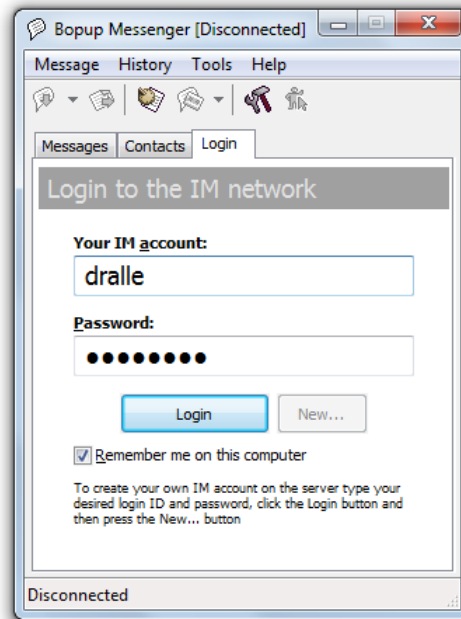 Bopup Messenger [Disconnected]
Message History Tools Help
Messages Contacts Login
Login to the IM network
Your IM account:
dralle
Password:
●●●●●●●●
Login New...
Remember me on this computer
To create your own IM account on the server type your
desired login ID and password, click the Login button and
then press the New... button
Disconnected